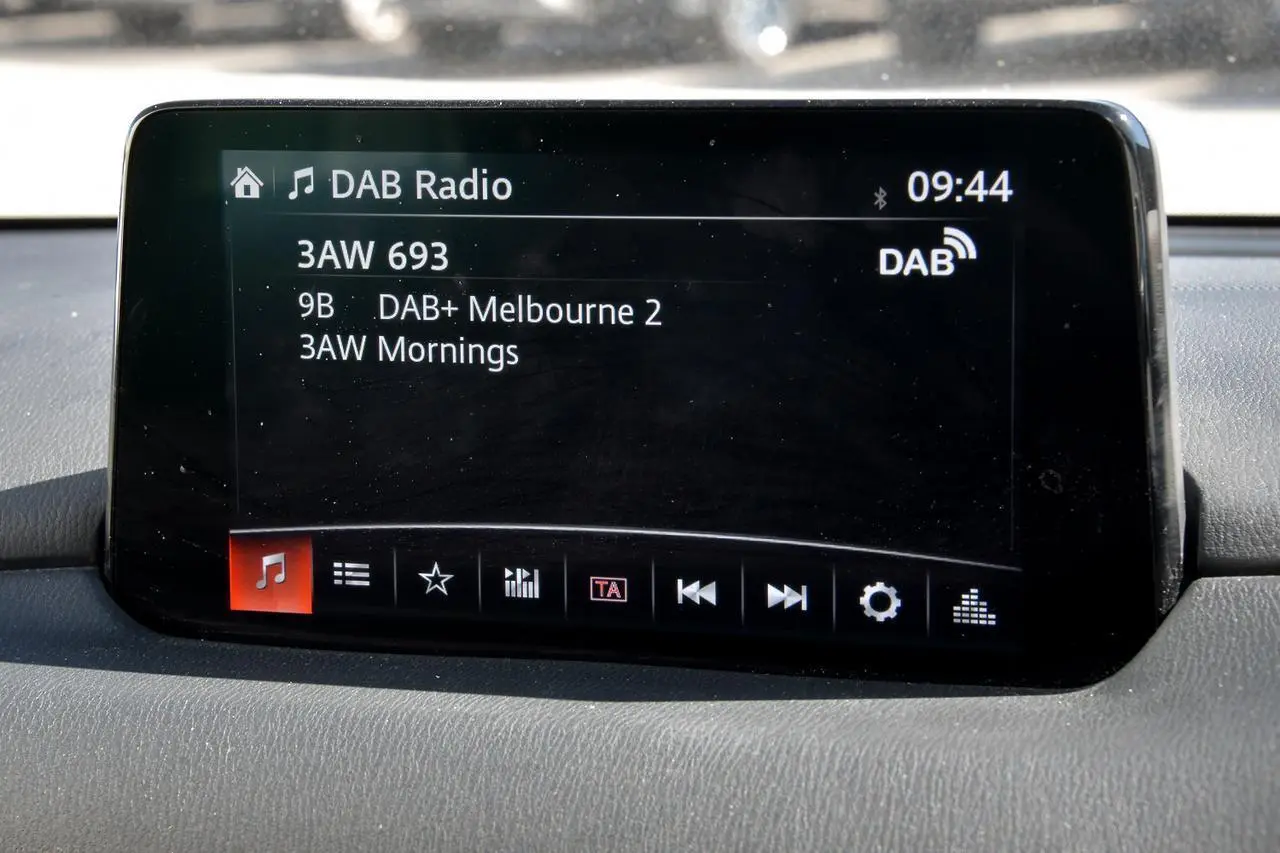 DAB Radio 09:44
3AW 693 DAB
9B DAB+ Melbourne 2
3AW Mornings
TA